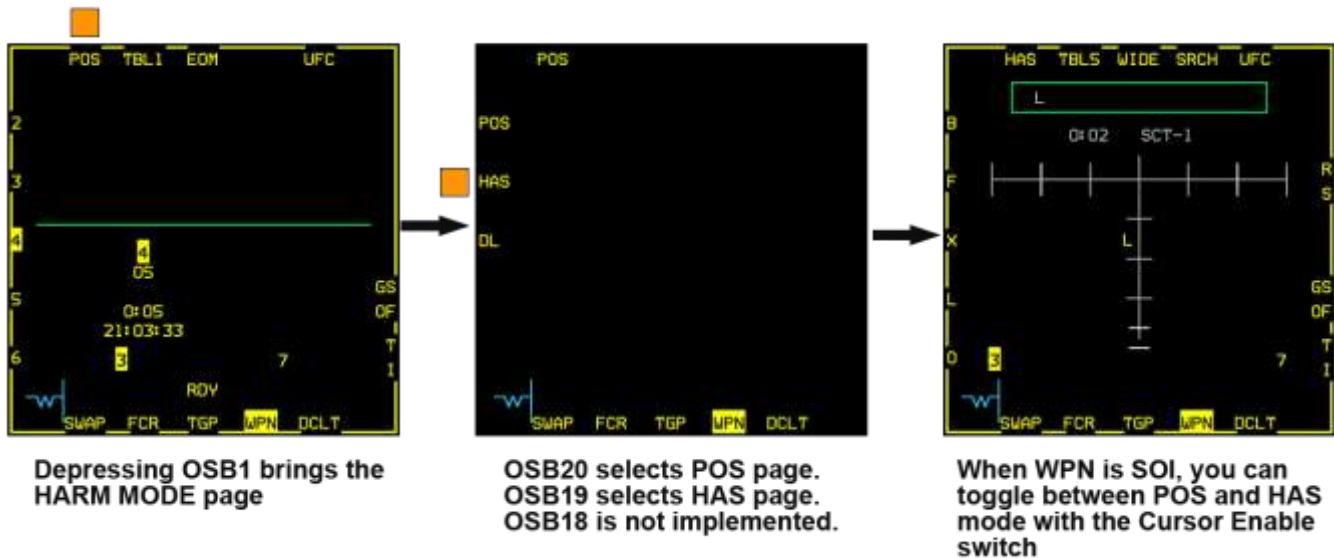 POS TBL1 EOM UFC
2
3
4
4
05
5
GS
OF
0:05
21:03:33
T
I
6
3
7
RDY
SWAP FCR TGP WPN DCLT
Depressing OSB1 brings the
HARM MODE page
POS
POS
HAS
DL
SWAP FCR TGP WPN DCLT
OSB20 selects POS page.
OSB19 selects HAS page.
OSB18 is not implemented.
HAS TBL5 WIDE SRCH UFC
L
B
0:02 SCT-1
F
R
S
X
L
L
GS
OF
T
I
O
3
7
SWAP FCR TGP WPN DCLT
When WPN is SOI, you can
toggle between POS and HAS
mode with the Cursor Enable
switch